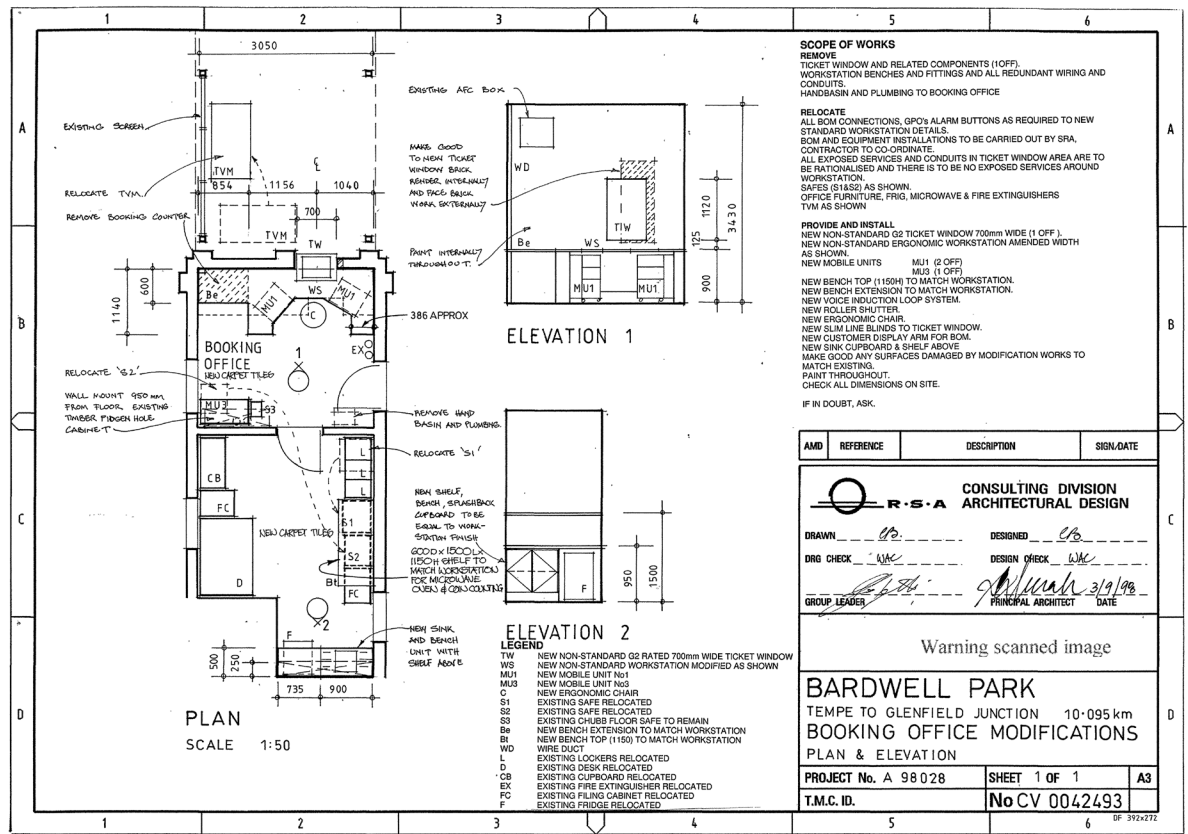 1 2 3 4 5 6
A
B
C
D
3050
EXISTING SCREEN
RELOCATE TVM.
REMOVE BOOKING COUNTER
TVM
854 1156 1040
700
TVM
TW
600
1140
Be
WS
MU1
MU1
C
386 APPROX
BOOKING
OFFICE
NEW CARPET TILES
1
EX
RELOCATE 'S2'
WALL MOUNT 950 mm
FROM FLOOR EXISTING
TIMBER PIDGEN HOLE
CABINET
MU3
S3
REMOVE HAND
BASIN AND PLUMBING.
RELOCATE 'S1'
L
L
L
CB
FC
NEW CARPET TILES
S1
S2
D
Bt
FC
2
NEW SHELF,
BENCH, SPLASHBACK
CUPBOARD TO BE
EQUAL TO WORK-
STATION FINISH
600D x 1500L x
1150H SHELF TO
MATCH WORKSTATION
FOR MICROWAVE
OVEN & COIN COUNTING
F
NEW SINK
AND BENCH
UNIT WITH
SHELF ABOVE
500
250
735 900
PLAN
SCALE 1:50
EXISTING AFC BOX
MAKE GOOD
TO NEW TICKET
WINDOW BRICK
RENDER INTERNALLY
AND FACE BRICK
WORK EXTERNALLY
PAINT INTERNALLY
THROUGHOUT.
WD
TW
Be
WS
MU1
MU1
1120
3430
125
900
ELEVATION 1
F
950
1500
ELEVATION 2
LEGEND
TW NEW NON-STANDARD G2 RATED 700mm WIDE TICKET WINDOW
WS NEW NON-STANDARD WORKSTATION MODIFIED AS SHOWN
MU1 NEW MOBILE UNIT No1
MU3 NEW MOBILE UNIT No3
C NEW ERGONOMIC CHAIR
S1 EXISTING SAFE RELOCATED
S2 EXISTING SAFE RELOCATED
S3 EXISTING CHUBB FLOOR SAFE TO REMAIN
Be NEW BENCH EXTENSION TO MATCH WORKSTATION
Bt NEW BENCH TOP (1150) TO MATCH WORKSTATION
WD WIRE DUCT
L EXISTING LOCKERS RELOCATED
D EXISTING DESK RELOCATED
CB EXISTING CUPBOARD RELOCATED
EX EXISTING FIRE EXTINGUISHER RELOCATED
FC EXISTING FILING CABINET RELOCATED
F EXISTING FRIDGE RELOCATED
SCOPE OF WORKS
REMOVE
TICKET WINDOW AND RELATED COMPONENTS (1OFF).
WORKSTATION BENCHES AND FITTINGS AND ALL REDUNDANT WIRING AND
CONDUITS.
HANDBASIN AND PLUMBING TO BOOKING OFFICE
RELOCATE
ALL BOM CONNECTIONS, GPO's ALARM BUTTONS AS REQUIRED TO NEW
STANDARD WORKSTATION DETAILS.
BOM AND EQUIPMENT INSTALLATIONS TO BE CARRIED OUT BY SRA,
CONTRACTOR TO CO-ORDINATE.
ALL EXPOSED SERVICES AND CONDUITS IN TICKET WINDOW AREA ARE TO
BE RATIONALISED AND THERE IS TO BE NO EXPOSED SERVICES AROUND
WORKSTATION.
SAFES (S1&S2) AS SHOWN.
OFFICE FURNITURE, FRIG, MICROWAVE & FIRE EXTINGUISHERS
TVM AS SHOWN
PROVIDE AND INSTALL
NEW NON-STANDARD G2 TICKET WINDOW 700mm WIDE (1 OFF ).
NEW NON-STANDARD ERGONOMIC WORKSTATION AMENDED WIDTH
AS SHOWN.
NEW MOBILE UNITS MU1 (2 OFF)
MU3 (1 OFF)
NEW BENCH TOP (1150H) TO MATCH WORKSTATION.
NEW BENCH EXTENSION TO MATCH WORKSTATION.
NEW VOICE INDUCTION LOOP SYSTEM.
NEW ROLLER SHUTTER.
NEW ERGONOMIC CHAIR.
NEW SLIM LINE BLINDS TO TICKET WINDOW.
NEW CUSTOMER DISPLAY ARM FOR BOM.
NEW SINK CUPBOARD & SHELF ABOVE
MAKE GOOD ANY SURFACES DAMAGED BY MODIFICATION WORKS TO
MATCH EXISTING.
PAINT THROUGHOUT.
CHECK ALL DIMENSIONS ON SITE.
IF IN DOUBT, ASK.
AMD REFERENCE DESCRIPTION SIGN/DATE
R·S·A CONSULTING DIVISION
ARCHITECTURAL DESIGN
DRAWN DESIGNED
DRG CHECK WAC DESIGN CHECK WAC
3/9/98
GROUP LEADER PRINCIPAL ARCHITECT DATE
Warning scanned image
BARDWELL PARK
TEMPE TO GLENFIELD JUNCTION 10·095 km
BOOKING OFFICE MODIFICATIONS
PLAN & ELEVATION
PROJECT No. A 98028 SHEET 1 OF 1 A3
T.M.C. ID. No CV 0042493
DF 392x272
A
B
C
D
1 2 3 4 5 6